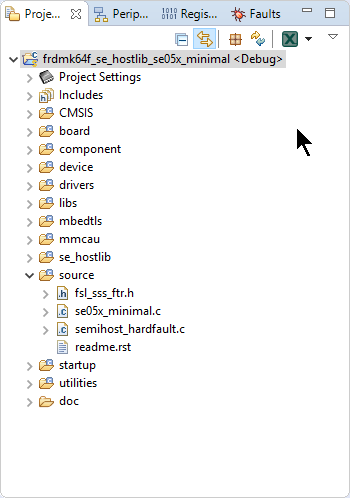 Proje... Perip... Regis... Faults
frdmk64f_se_hostlib_se05x_minimal <Debug>
Project Settings
Includes
CMSIS
board
component
device
drivers
libs
mbedtls
mmcau
se_hostlib
source
fsl_sss_ftr.h
se05x_minimal.c
semihost_hardfault.c
readme.rst
startup
utilities
doc